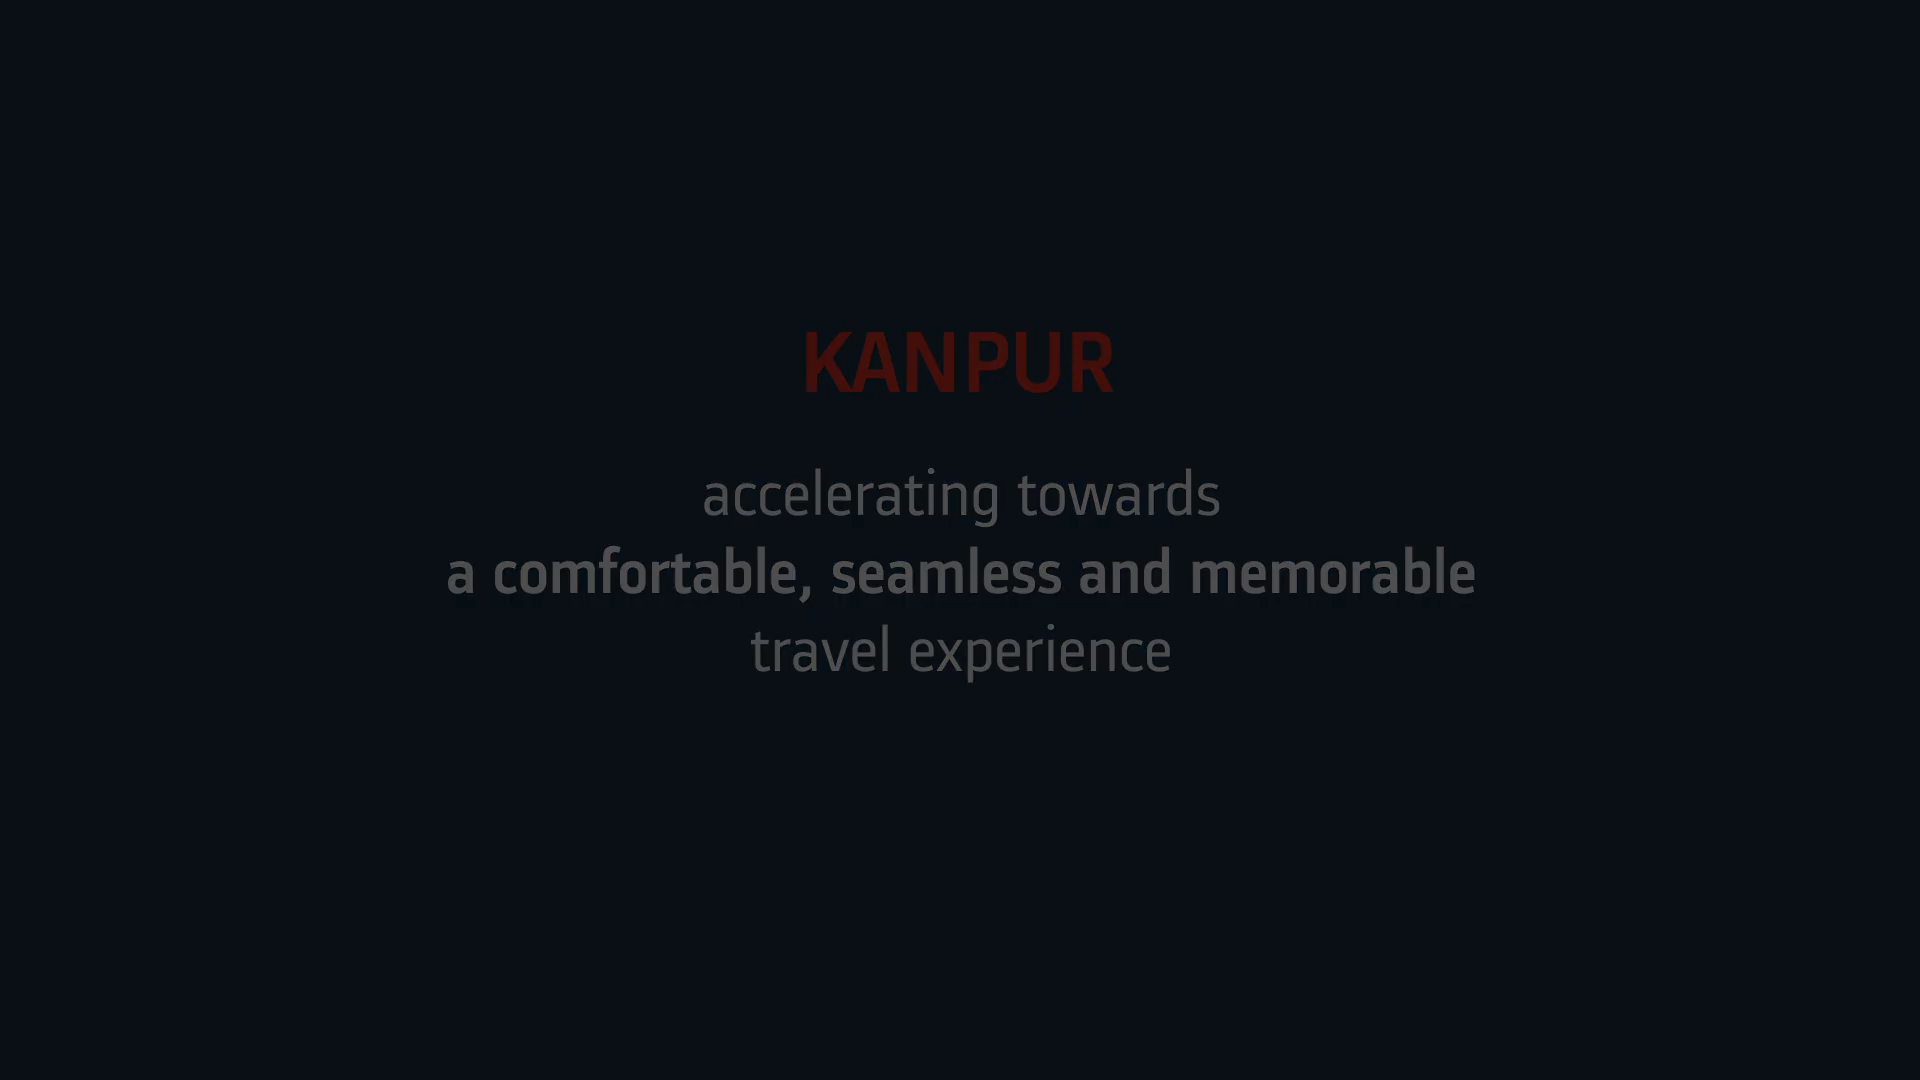 KANPUR
accelerating towards
a comfortable, seamless and memorable
travel experience